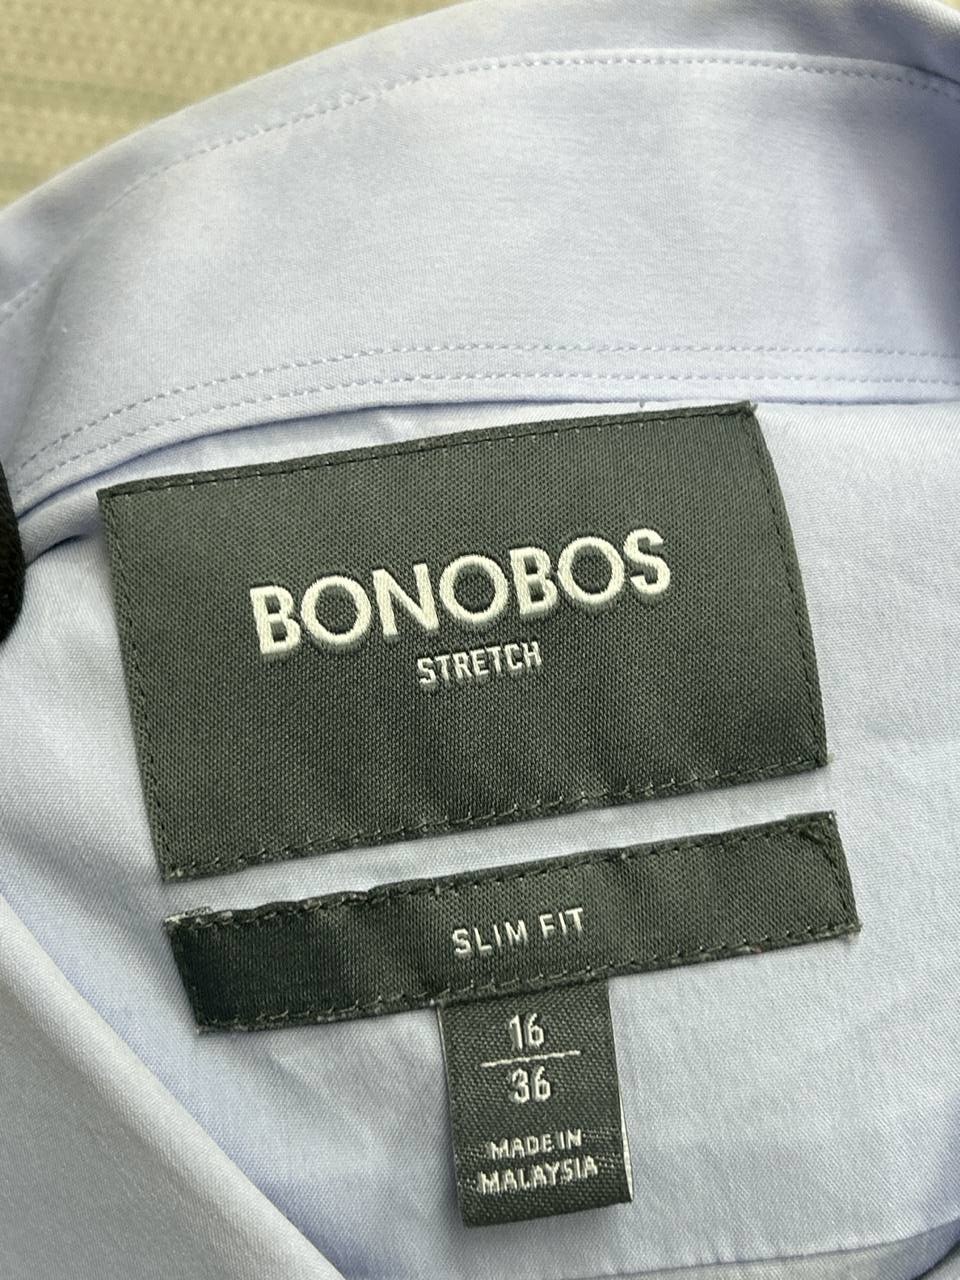 BONOBOS
STRETCH
SLIM FIT
16
36
MADE IN
MALAYSIA